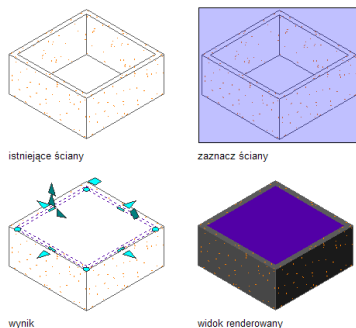 istniejące ściany
zaznacz ściany
wynik
widok renderowany